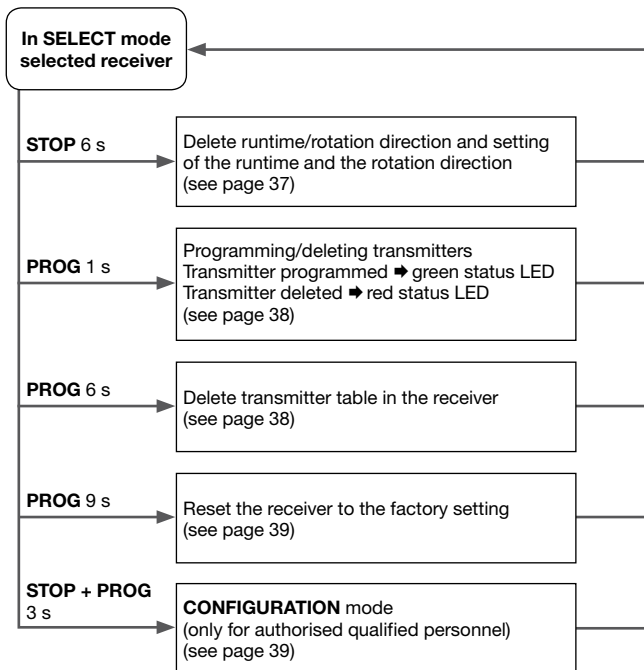 In SELECT mode
selected receiver
STOP 6 s
Delete runtime/rotation direction and setting
of the runtime and the rotation direction
(see page 37)
PROG 1 s
Programming/deleting transmitters
Transmitter programmed ➡ green status LED
Transmitter deleted ➡ red status LED
(see page 38)
PROG 6 s
Delete transmitter table in the receiver
(see page 38)
PROG 9 s
Reset the receiver to the factory setting
(see page 39)
STOP + PROG
3 s
CONFIGURATION mode
(only for authorised qualified personnel)
(see page 39)